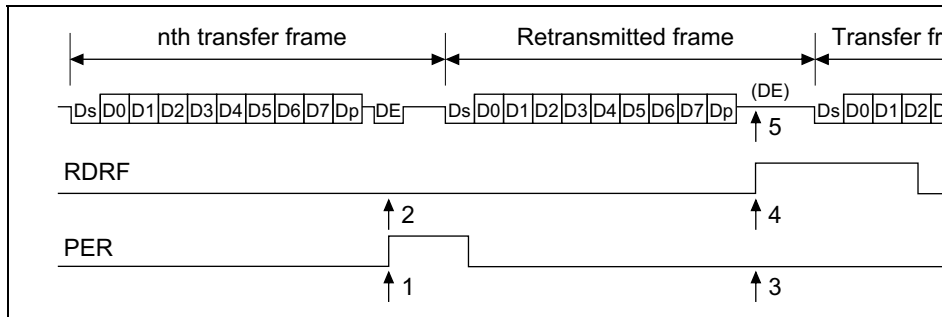 nth transfer frame Retransmitted frame Transfer fr
Ds D0 D1 D2 D3 D4 D5 D6 D7 Dp DE Ds D0 D1 D2 D3 D4 D5 D6 D7 Dp (DE) Ds D0 D1 D2 D
5
RDRF
2 4
PER
1 3